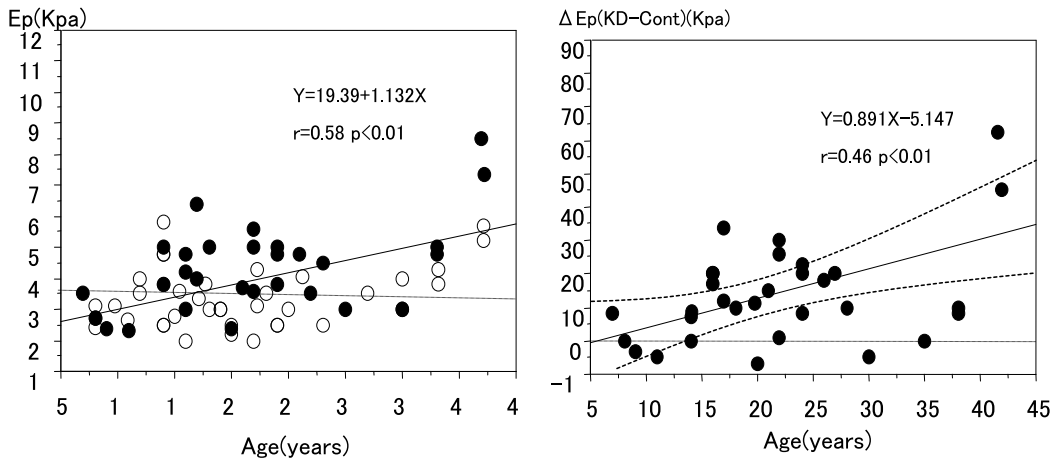 Ep(Kpa)
12
11
10
9
8
7
6
5
4
3
2
1
Y=19.39+1.132X
r=0.58 p<0.01
5 1 1 2 2 3 3 4 4
Age(years)
ΔEp(KD-Cont)(Kpa)
90
80
70
60
50
40
30
20
10
0
-1
Y=0.891X-5.147
r=0.46 p<0.01
5 10 15 20 25 30 35 40 45
Age(years)